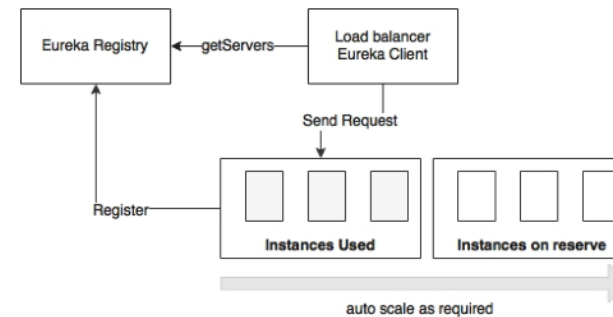 Eureka Registry
getServers
Load balancer
Eureka Client
Send Request
Register
Instances Used
Instances on reserve
auto scale as required